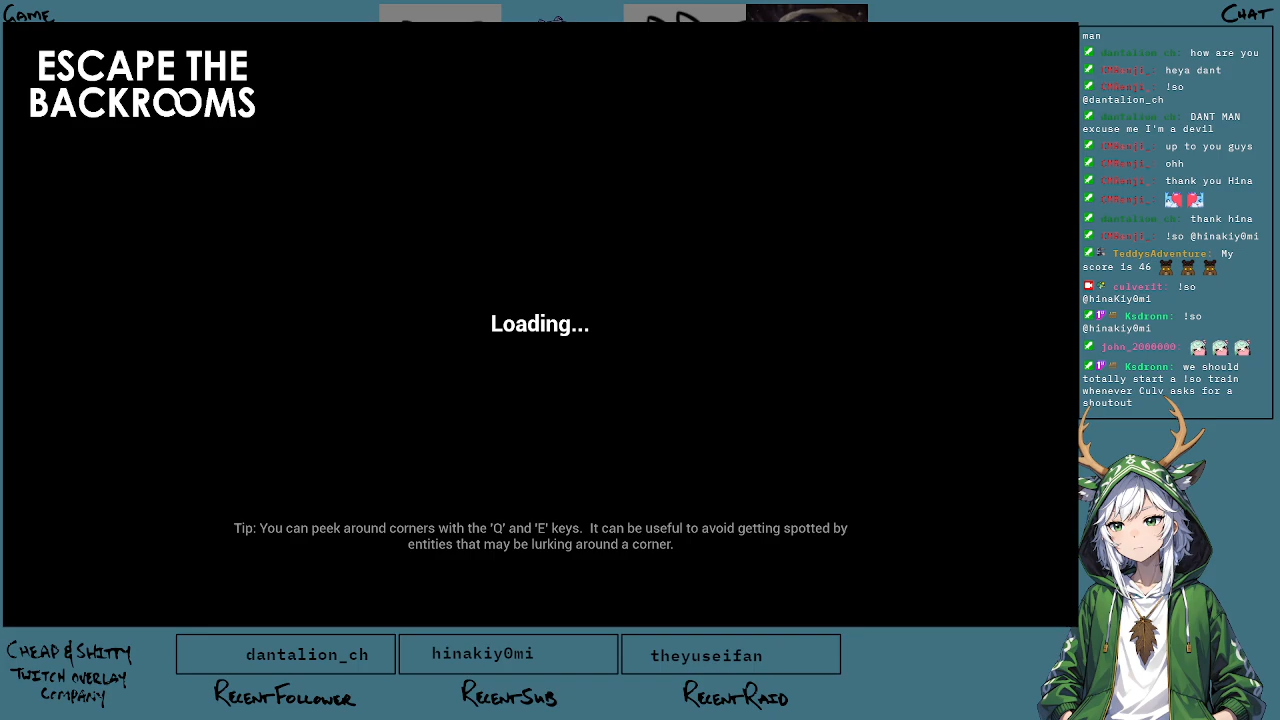 GAME
CHAT
ESCAPE THE
BACKROOMS
Loading...
Tip: You can peek around corners with the 'Q' and 'E' keys. It can be useful to avoid getting spotted by
entities that may be lurking around a corner.
man
dantalion_ch: how are you
heya dant
!so
@dantalion_ch
dantalion_ch: DANT MAN
excuse me I'm a devil
up to you guys
ohh
thank you Hina
dantalion_ch: thank hina
!so @hinakiy0mi
TeddysAdventure: My
score is 46
culverit: !so
@hinaKiy0mi
Ksdronn: !so
@hinakiy0mi
john_2000000:
Ksdronn: we should
totally start a !so train
whenever Culv asks for a
shoutout
CHEAP & SHITTY
TWITCH OVERLAY
COMPANY
dantalion_ch
hinakiy0mi
theyuseifan
RECENT FOLLOWER
RECENT SUB
RECENT RAID